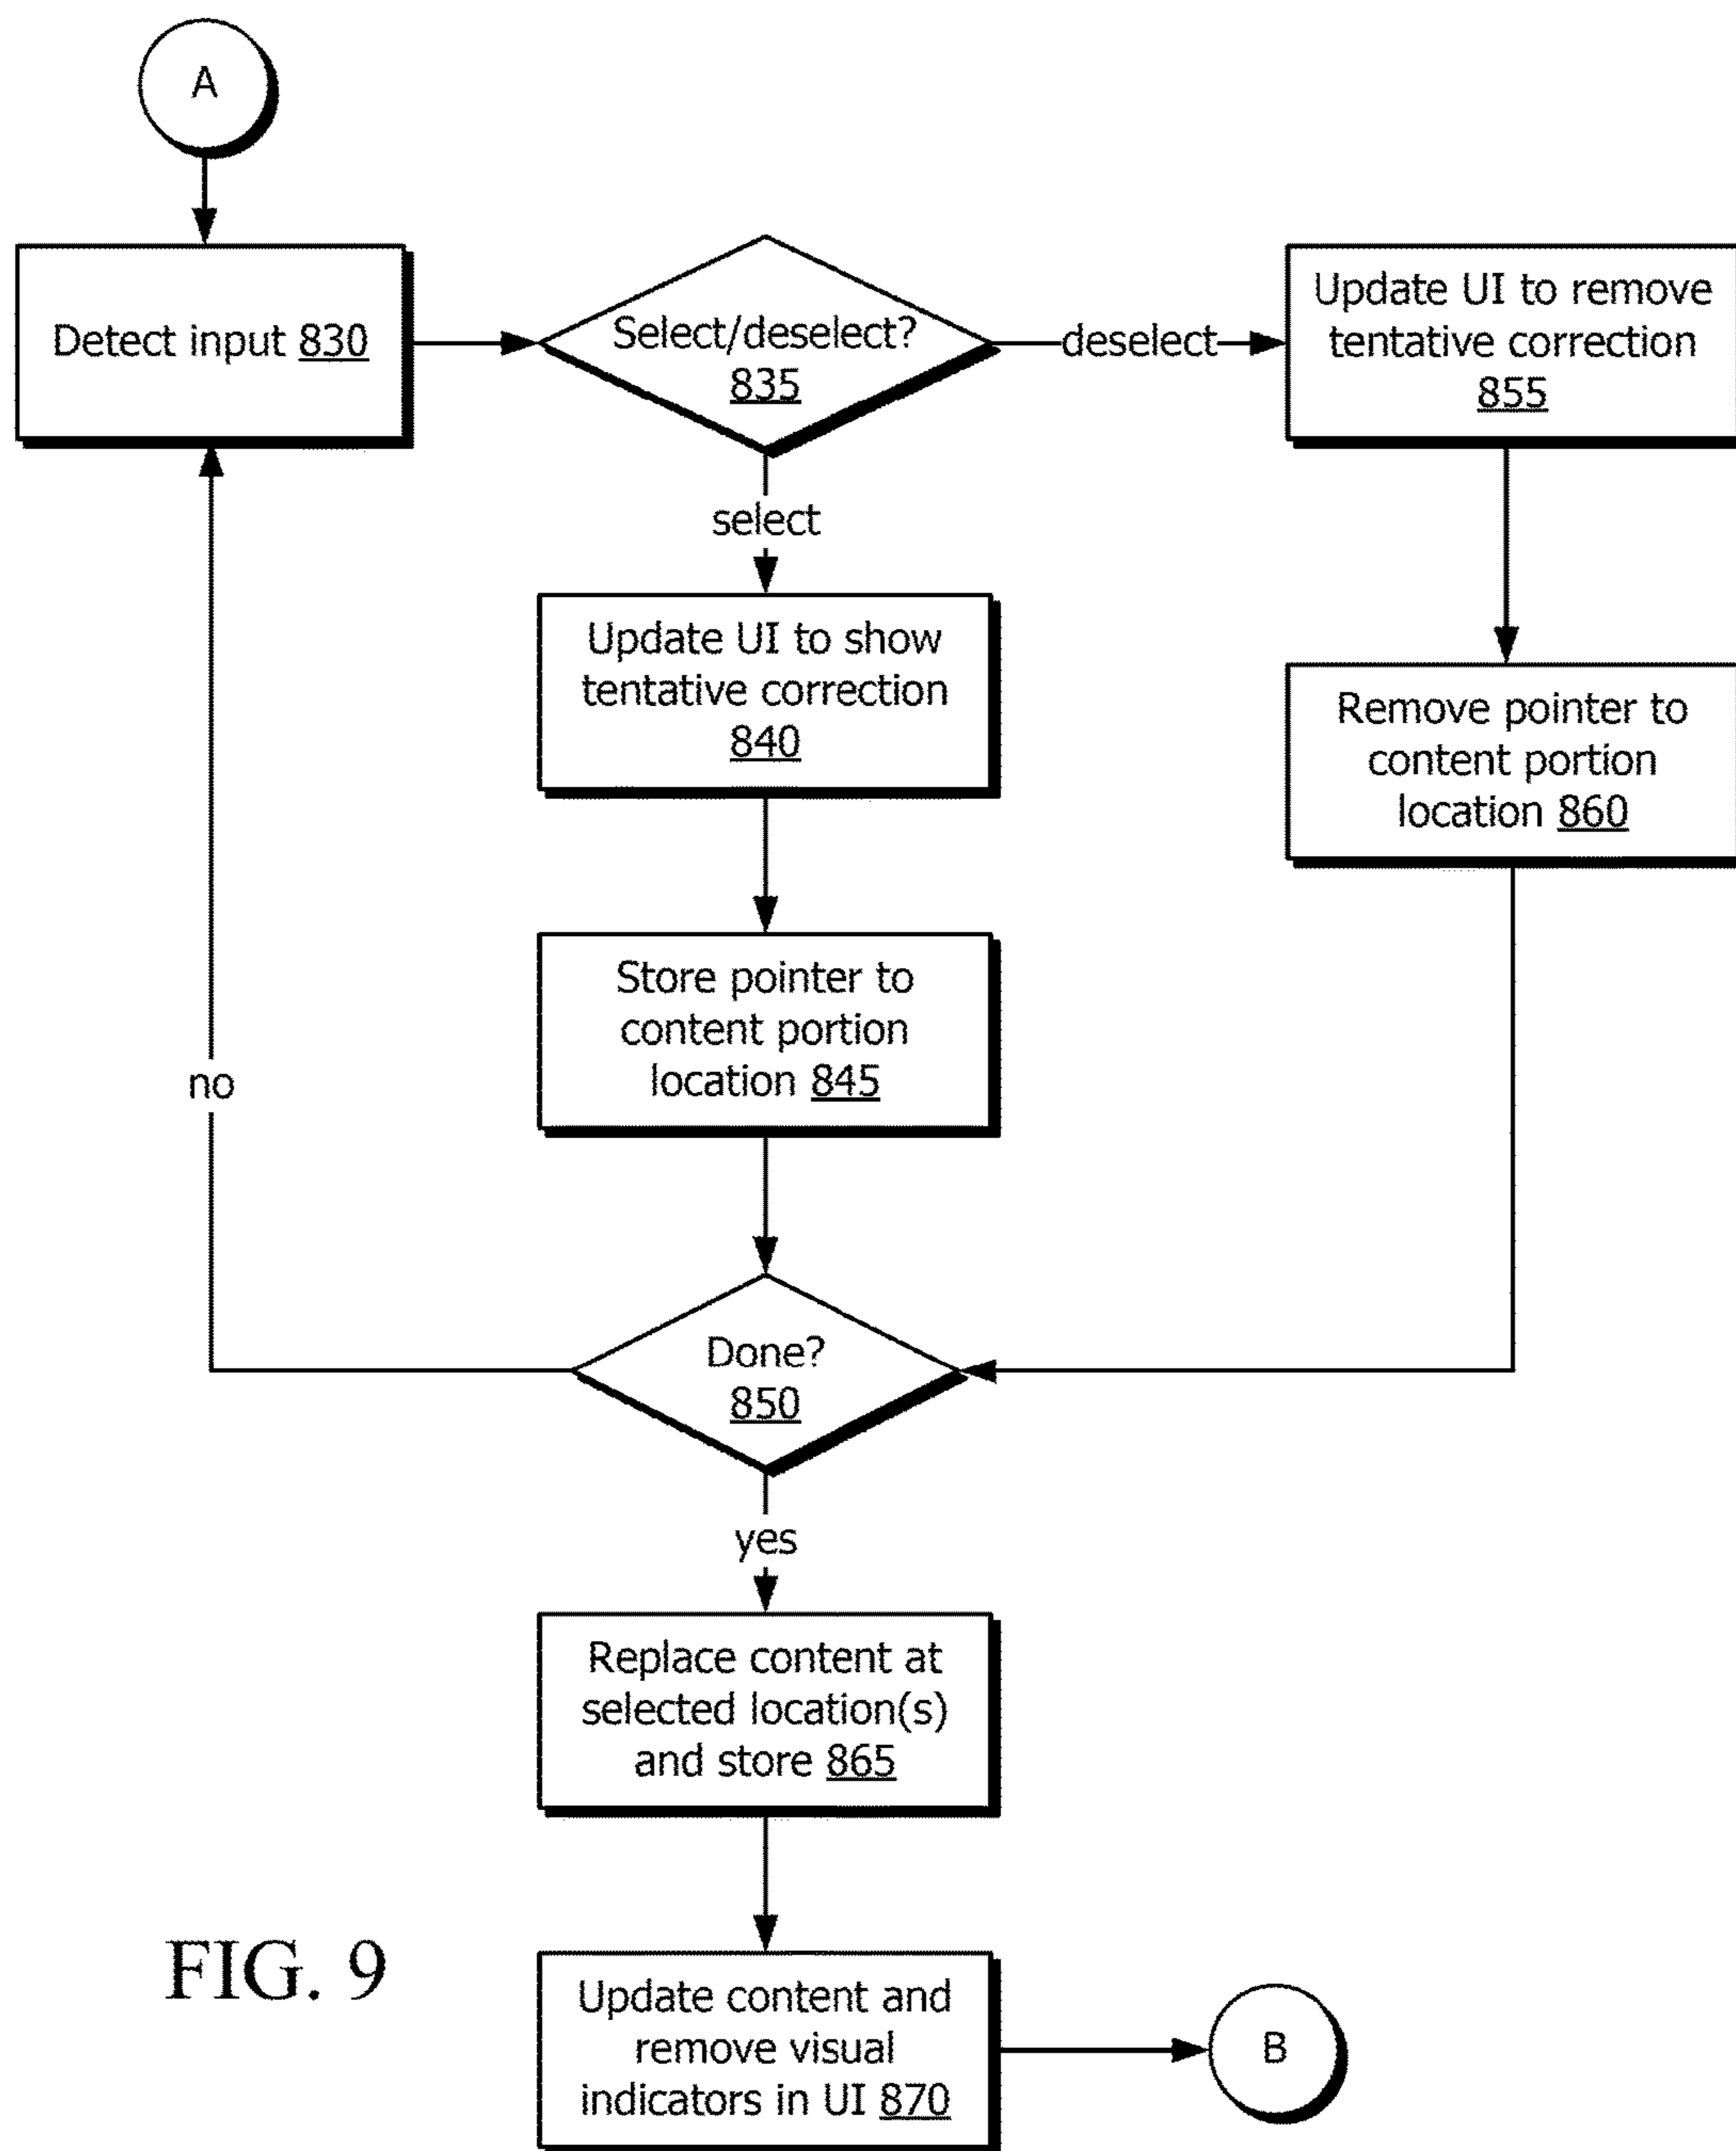 A
Detect input 830
Select/deselect?
835
deselect
Update UI to remove
tentative correction
855
select
Update UI to show
tentative correction
840
Remove pointer to
content portion
location 860
Store pointer to
content portion
location 845
no
Done?
850
yes
Replace content at
selected location(s)
and store 865
Update content and
remove visual
indicators in UI 870
B
FIG. 9